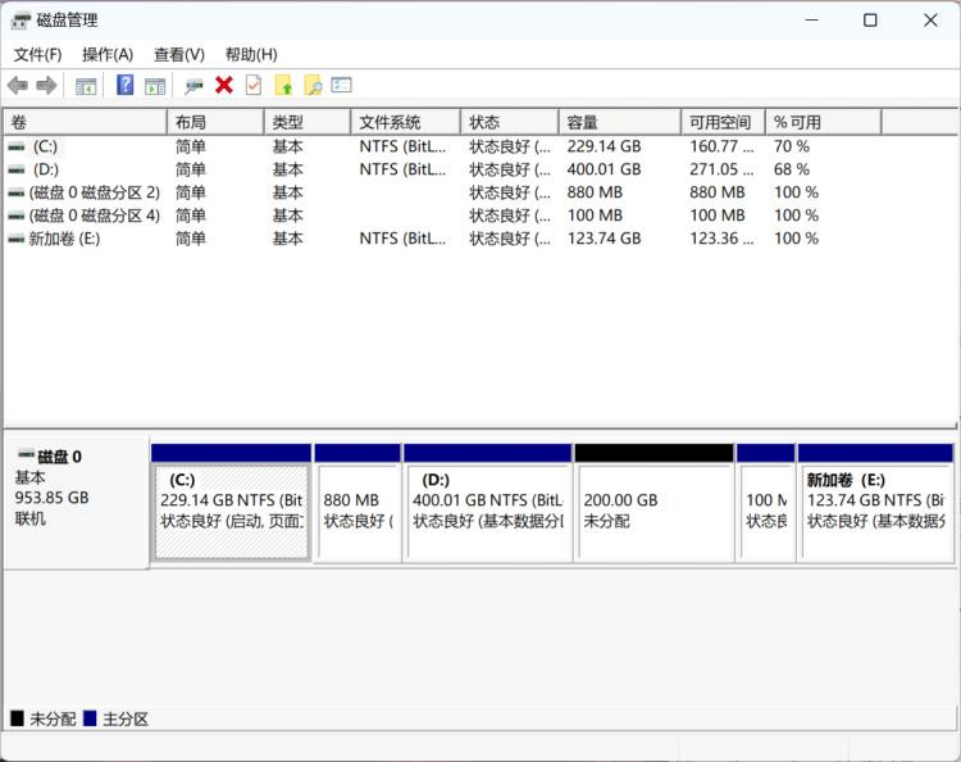 磁盘管理
文件(F) 操作(A) 查看(V) 帮助(H)
卷 布局 类型 文件系统 状态 容量 可用空间 % 可用
(C:) 简单 基本 NTFS (BitL... 状态良好 (... 229.14 GB 160.77 ... 70 %
(D:) 简单 基本 NTFS (BitL... 状态良好 (... 400.01 GB 271.05 ... 68 %
(磁盘 0 磁盘分区 2) 简单 基本 状态良好 (... 880 MB 880 MB 100 %
(磁盘 0 磁盘分区 4) 简单 基本 状态良好 (... 100 MB 100 MB 100 %
新加卷 (E:) 简单 基本 NTFS (BitL... 状态良好 (... 123.74 GB 123.36 ... 100 %
磁盘 0
基本
953.85 GB
联机
(C:)
229.14 GB NTFS (Bit
状态良好 (启动, 页面文
880 MB
状态良好 (
(D:)
400.01 GB NTFS (BitL
状态良好 (基本数据分区
200.00 GB
未分配
100 M
状态良
新加卷 (E:)
123.74 GB NTFS (Bi
状态良好 (基本数据分
未分配 主分区